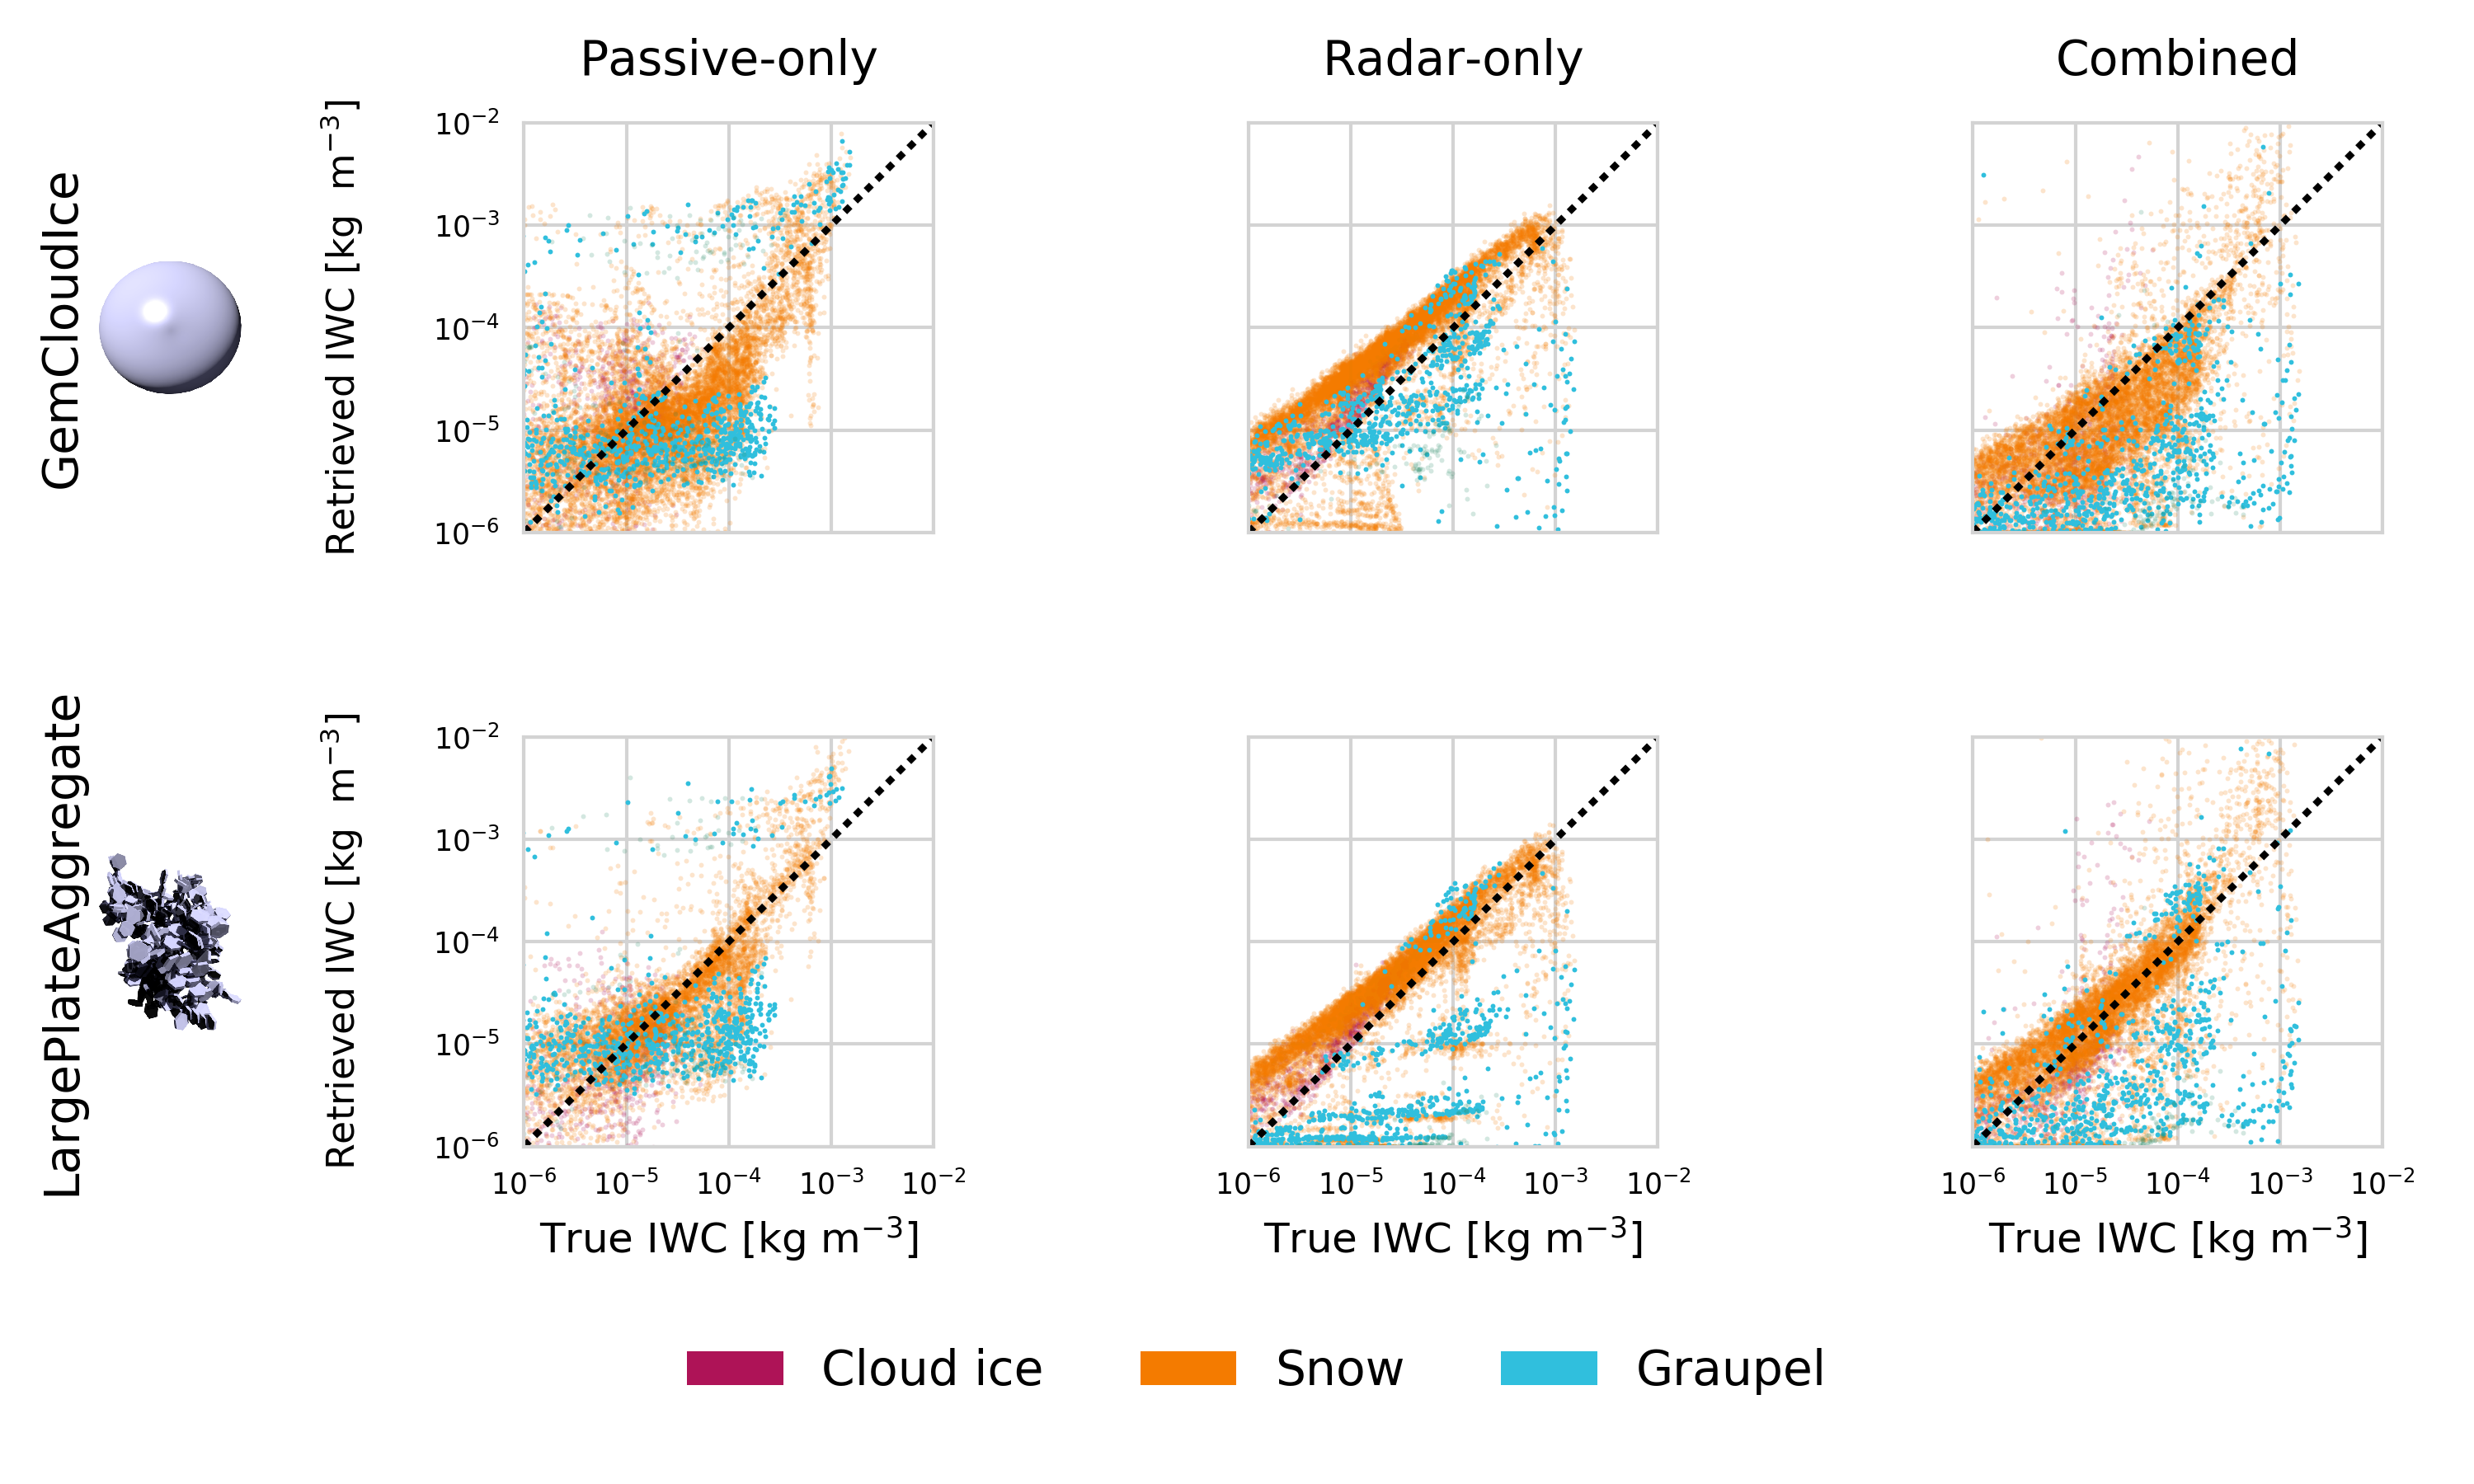 Passive-only Radar-only Combined
GemCloudIce
Retrieved IWC [kg m⁻³]
10⁻²
10⁻³
10⁻⁴
10⁻⁵
10⁻⁶
LargePlateAggregate
Retrieved IWC [kg m⁻³]
10⁻²
10⁻³
10⁻⁴
10⁻⁵
10⁻⁶
10⁻⁶ 10⁻⁵ 10⁻⁴ 10⁻³ 10⁻² 10⁻⁶ 10⁻⁵ 10⁻⁴ 10⁻³ 10⁻² 10⁻⁶ 10⁻⁵ 10⁻⁴ 10⁻³ 10⁻²
True IWC [kg m⁻³] True IWC [kg m⁻³] True IWC [kg m⁻³]
Cloud ice Snow Graupel